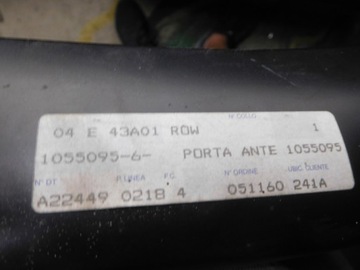 N° COLLO
04 E 43A01 ROW 1
1055095-6- PORTA ANTE 1055095
N° DT P.LINEA P.G. N° ORDINE UBIC. CLIENTE
A22449 0218 4 051160 241A